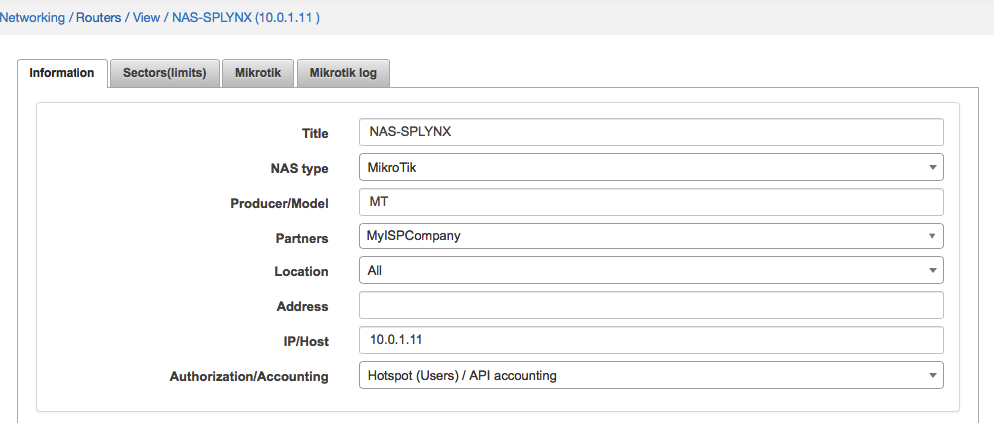 Networking / Routers / View / NAS-SPLYNX (10.0.1.11 )
Information Sectors(limits) Mikrotik Mikrotik log
Title NAS-SPLYNX
NAS type MikroTik
Producer/Model MT
Partners MyISPCompany
Location All
Address
IP/Host 10.0.1.11
Authorization/Accounting Hotspot (Users) / API accounting